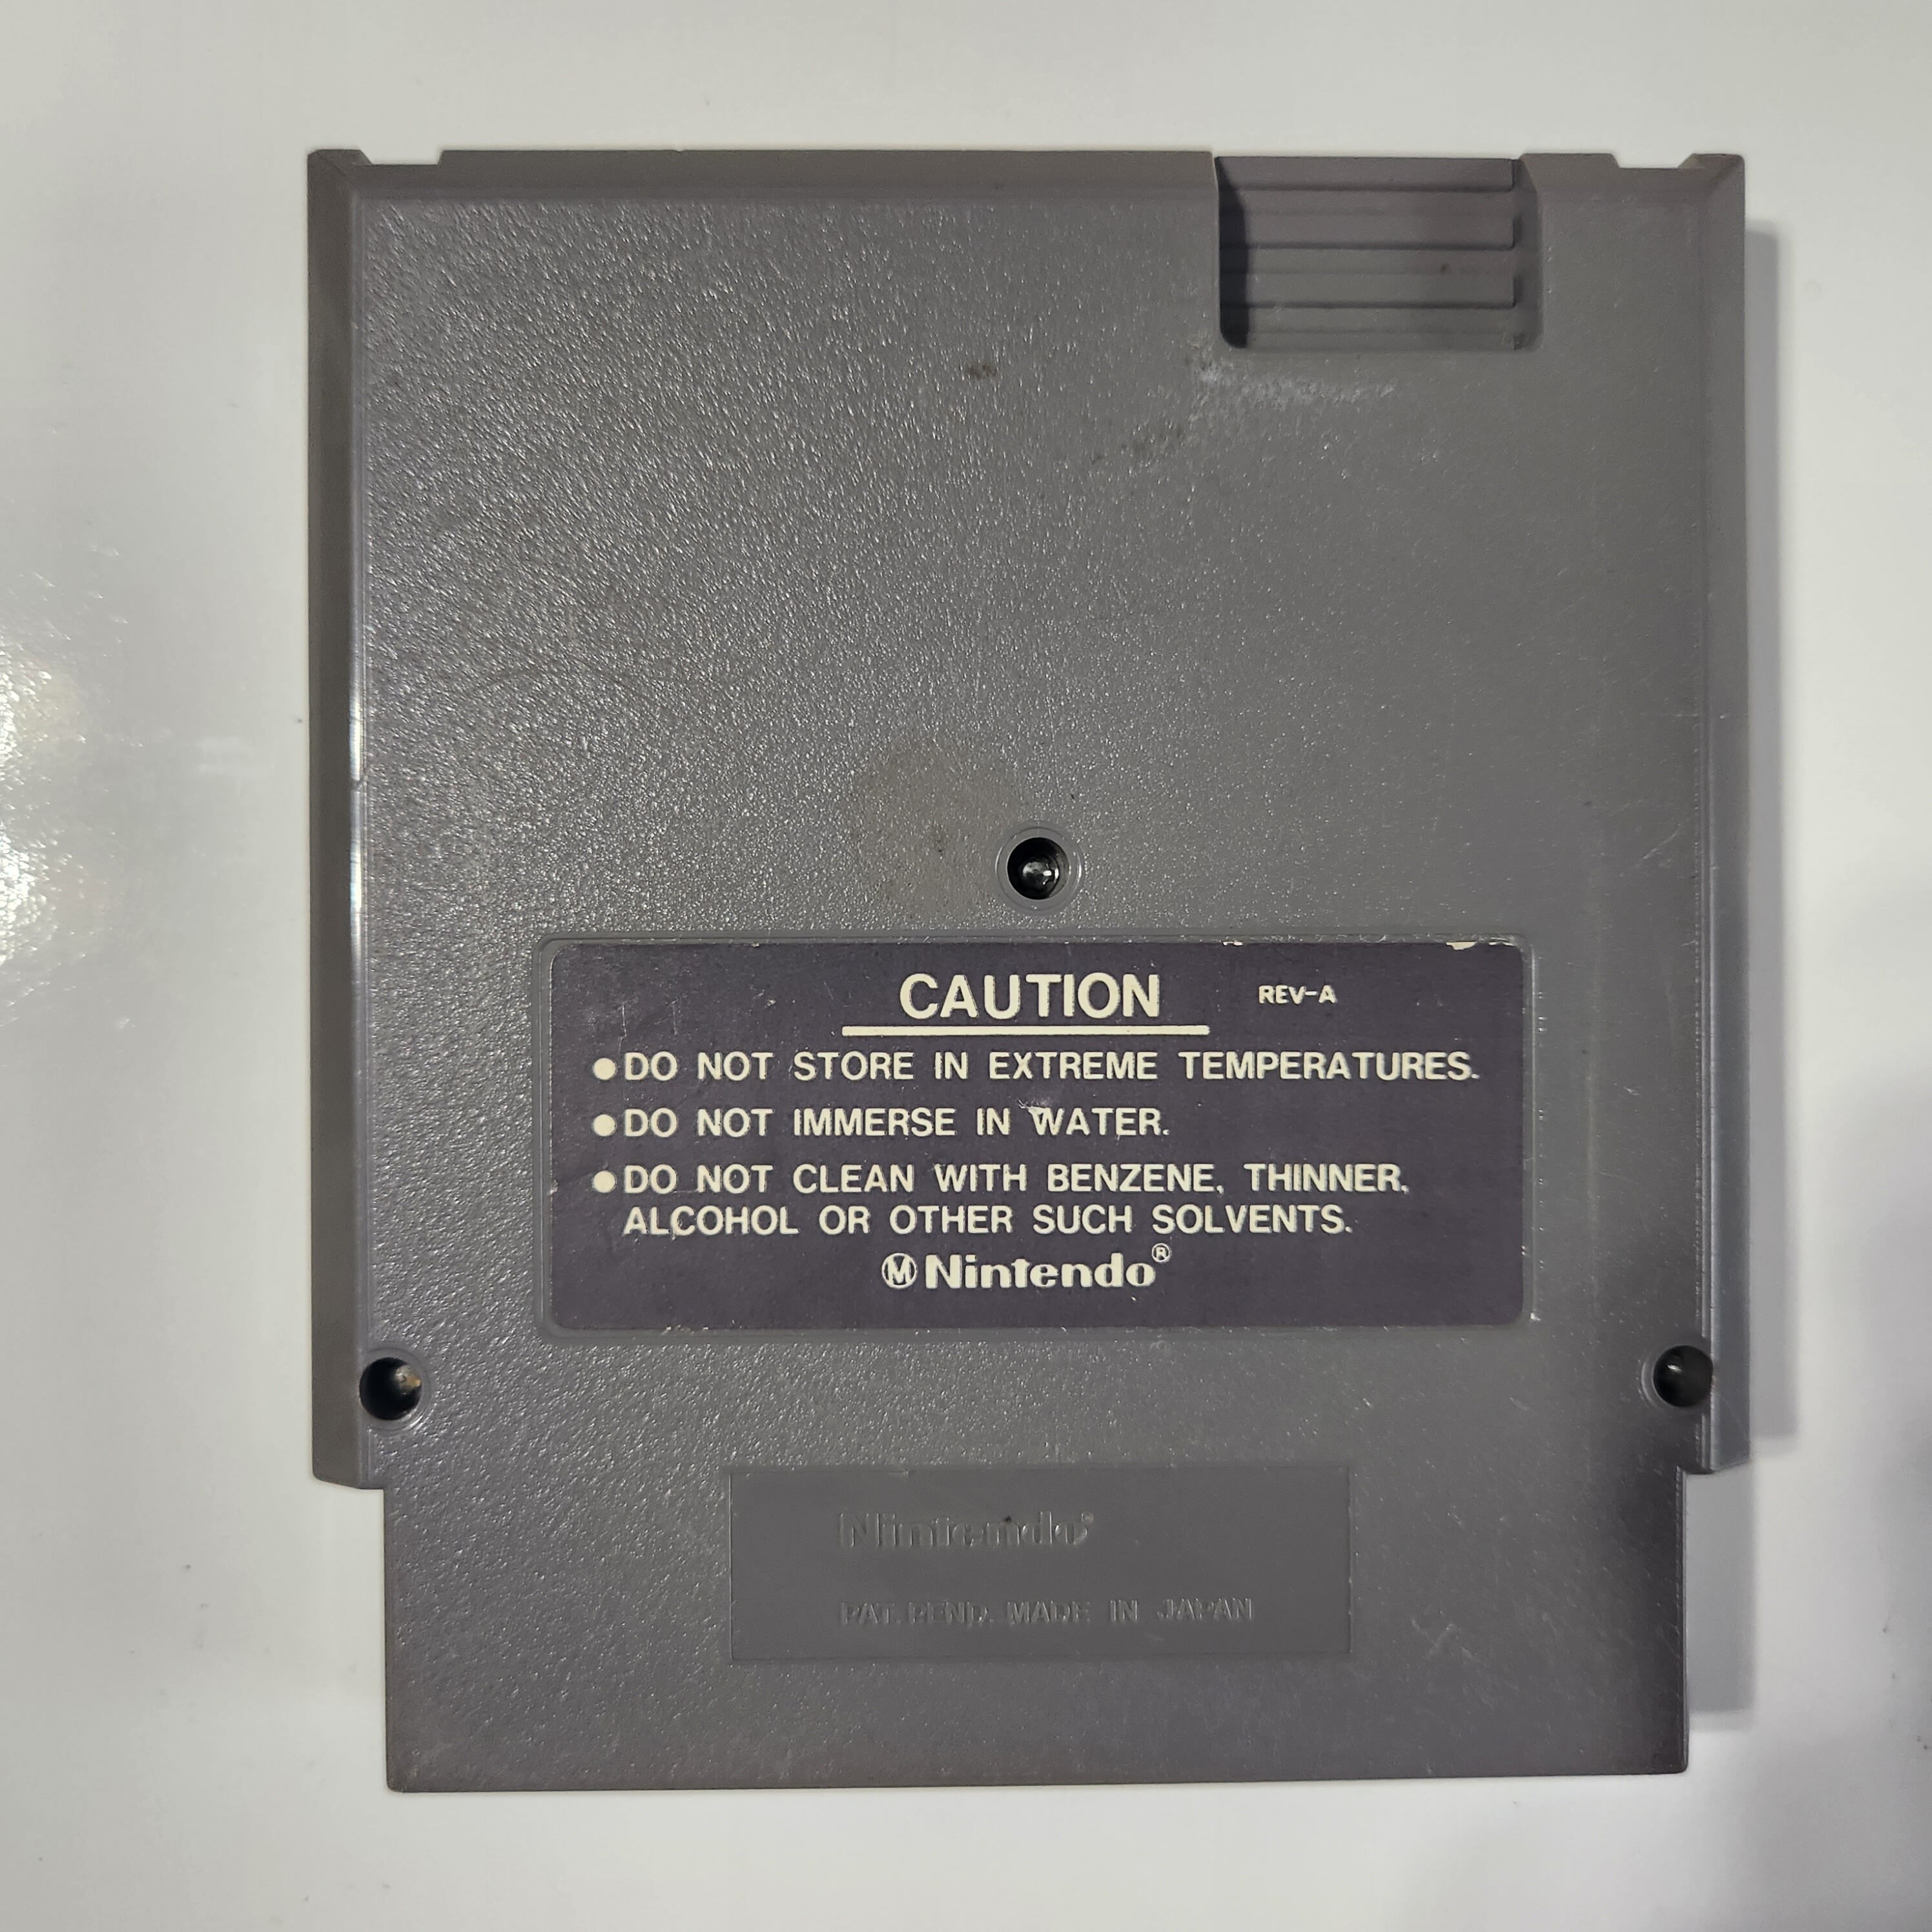 CAUTION REV-A
●DO NOT STORE IN EXTREME TEMPERATURES.
●DO NOT IMMERSE IN WATER.
●DO NOT CLEAN WITH BENZENE, THINNER,
ALCOHOL OR OTHER SUCH SOLVENTS.
Ⓜ Nintendo®
Nintendo®
PAT. PEND. MADE IN JAPAN